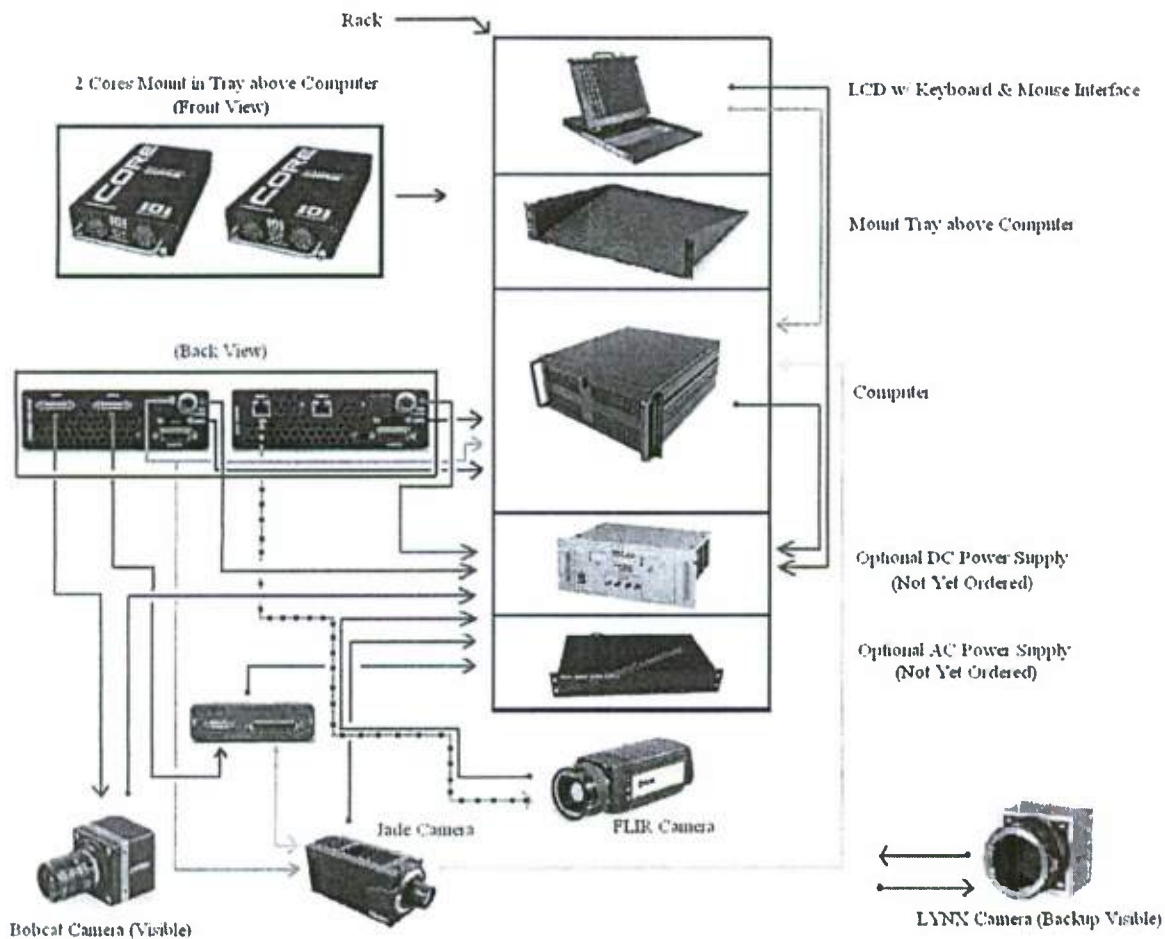 Rack
2 Cores Mount in Tray above Computer
(Front View)
CORE
CORE
LCD w/ Keyboard & Mouse Interface
Mount Tray above Computer
(Back View)
Computer
Optional DC Power Supply
(Not Yet Ordered)
Optional AC Power Supply
(Not Yet Ordered)
Jade Camera
FLIR Camera
Bobcat Camera (Visible)
LYNX Camera (Backup Visible)